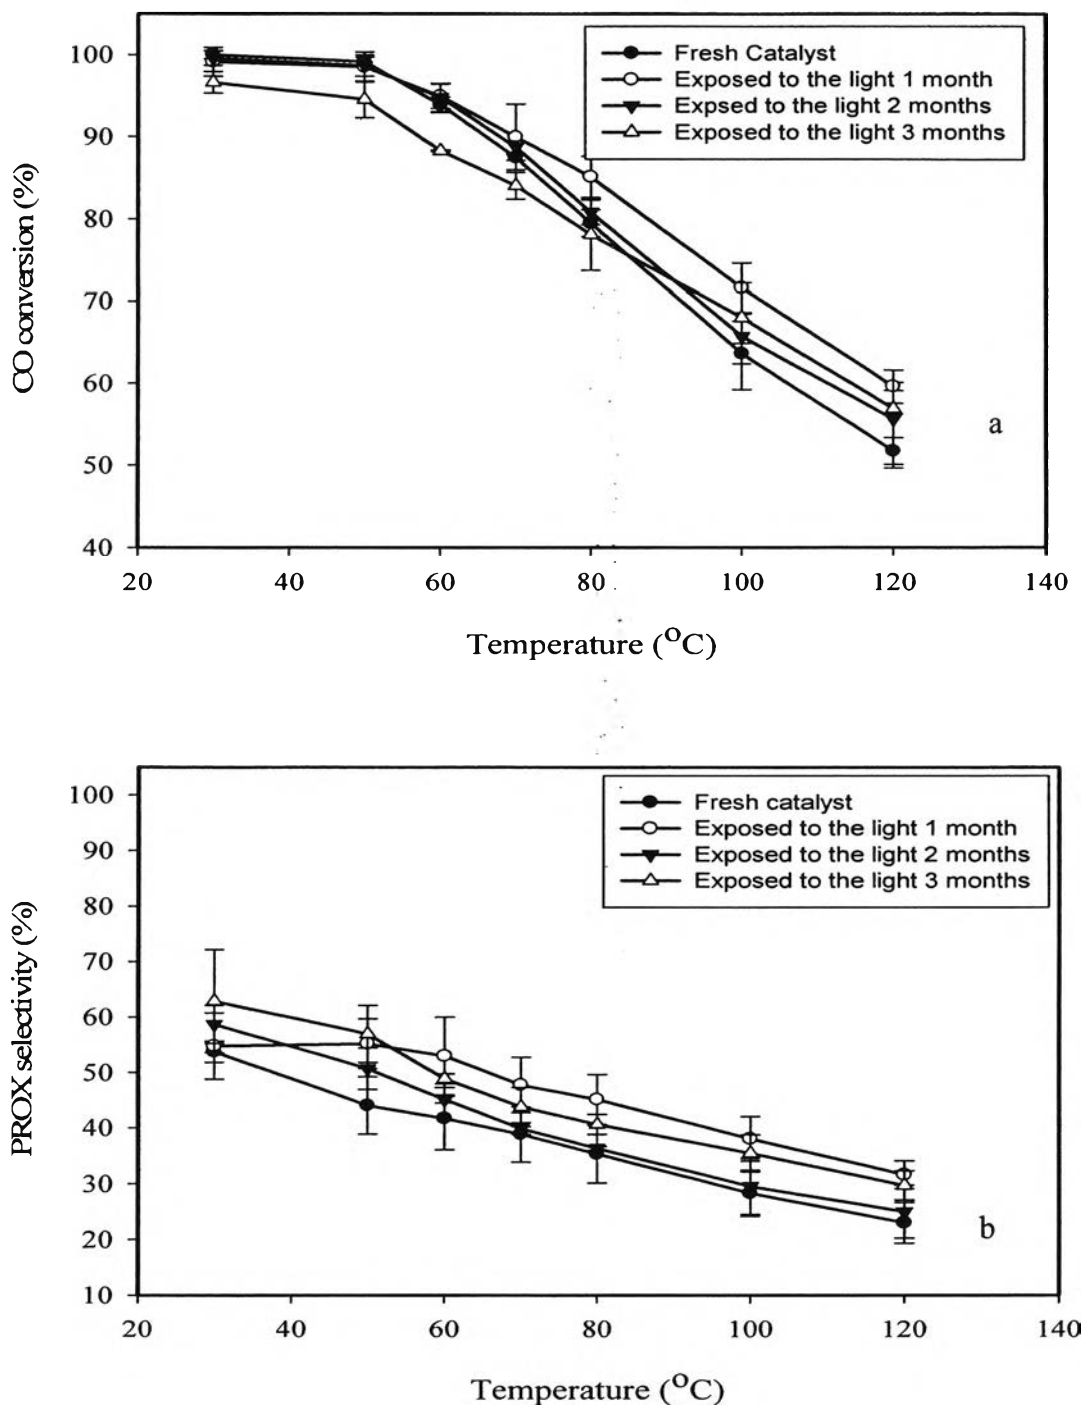 Fresh Catalyst
Exposed to the light 1 month
Expsed to the light 2 months
Exposed to the light 3 months
100
90
80
70
60
50
40
CO conversion (%)
a
20 40 60 80 100 120 140
Temperature (°C)
Fresh catalyst
Exposed to the light 1 month
Exposed to the light 2 months
Exposed to the light 3 months
100
90
80
70
60
50
40
30
20
10
PROX selectivity (%)
b
20 40 60 80 100 120 140
Temperature (°C)